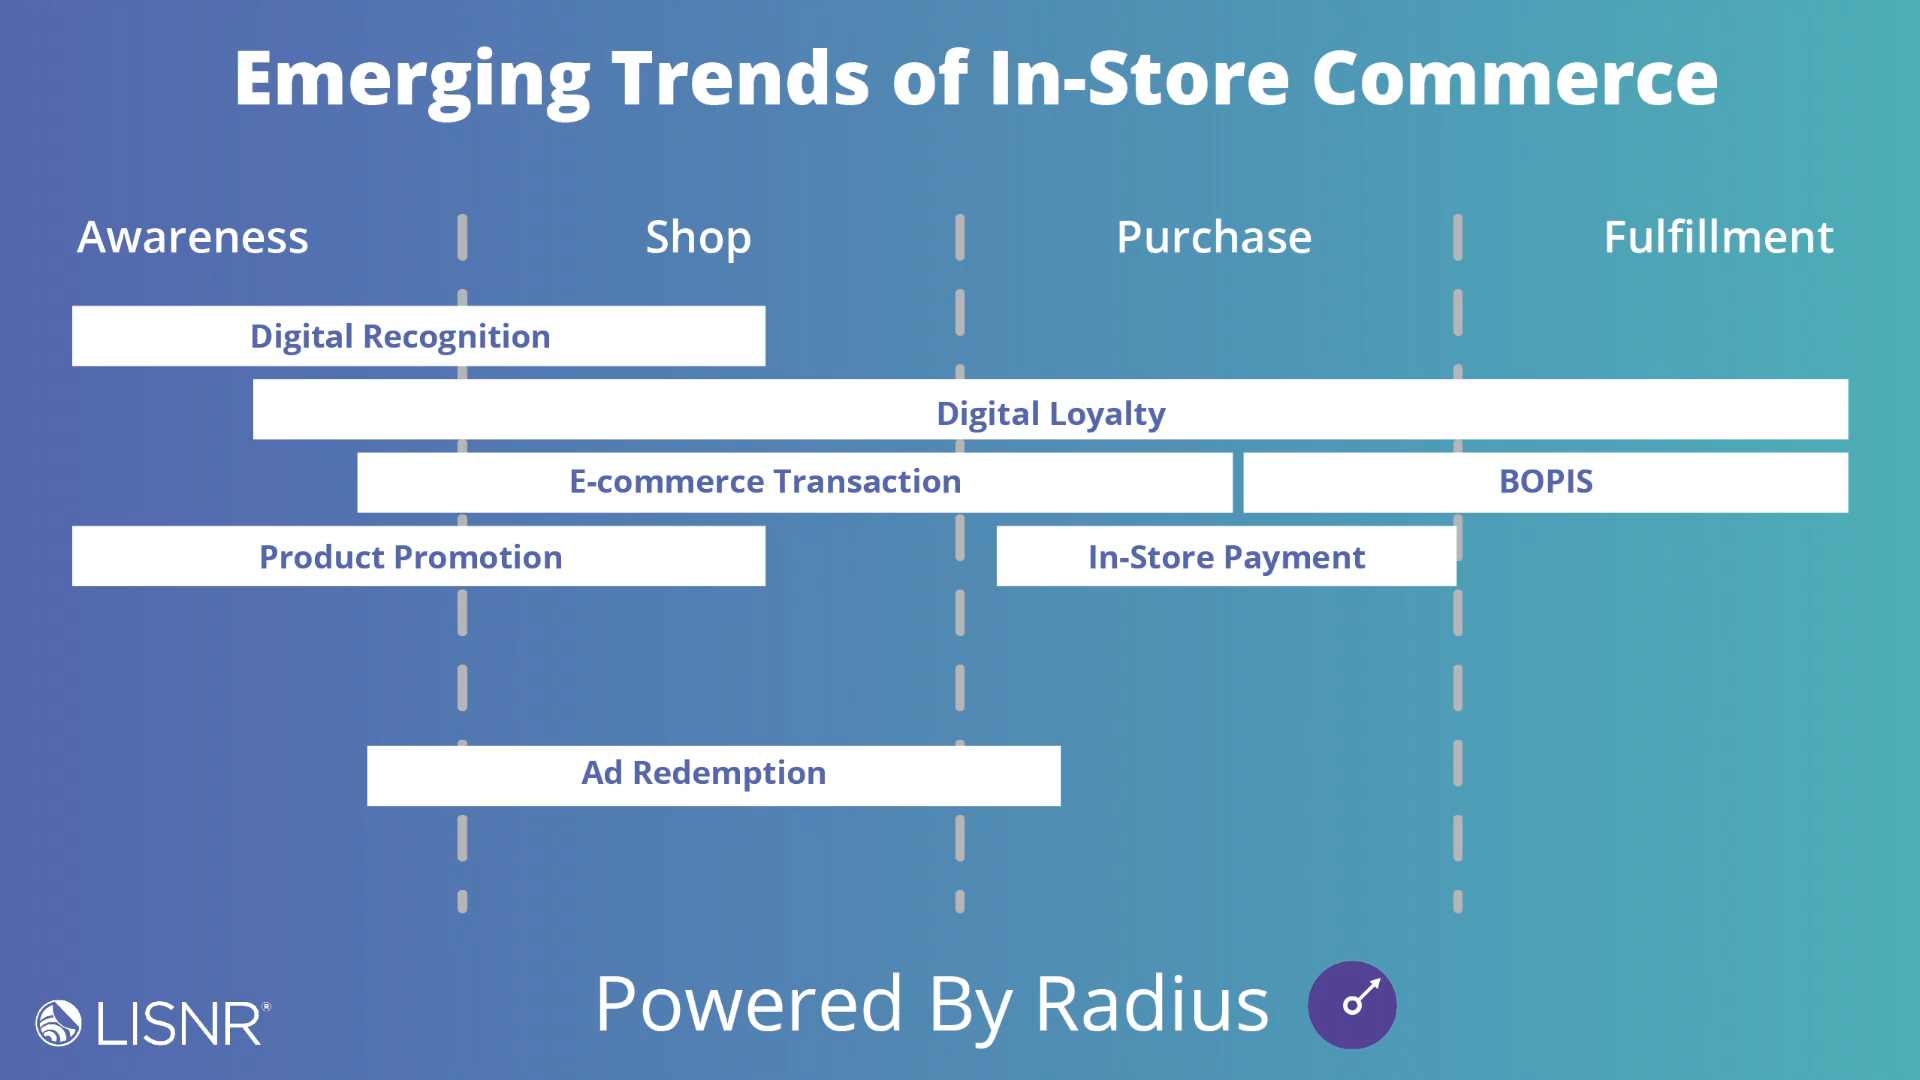 Emerging Trends of In-Store Commerce
Awareness
Shop
Purchase
Fulfillment
Digital Recognition
Digital Loyalty
E-commerce Transaction
BOPIS
Product Promotion
In-Store Payment
Ad Redemption
Powered By Radius
LISNR®